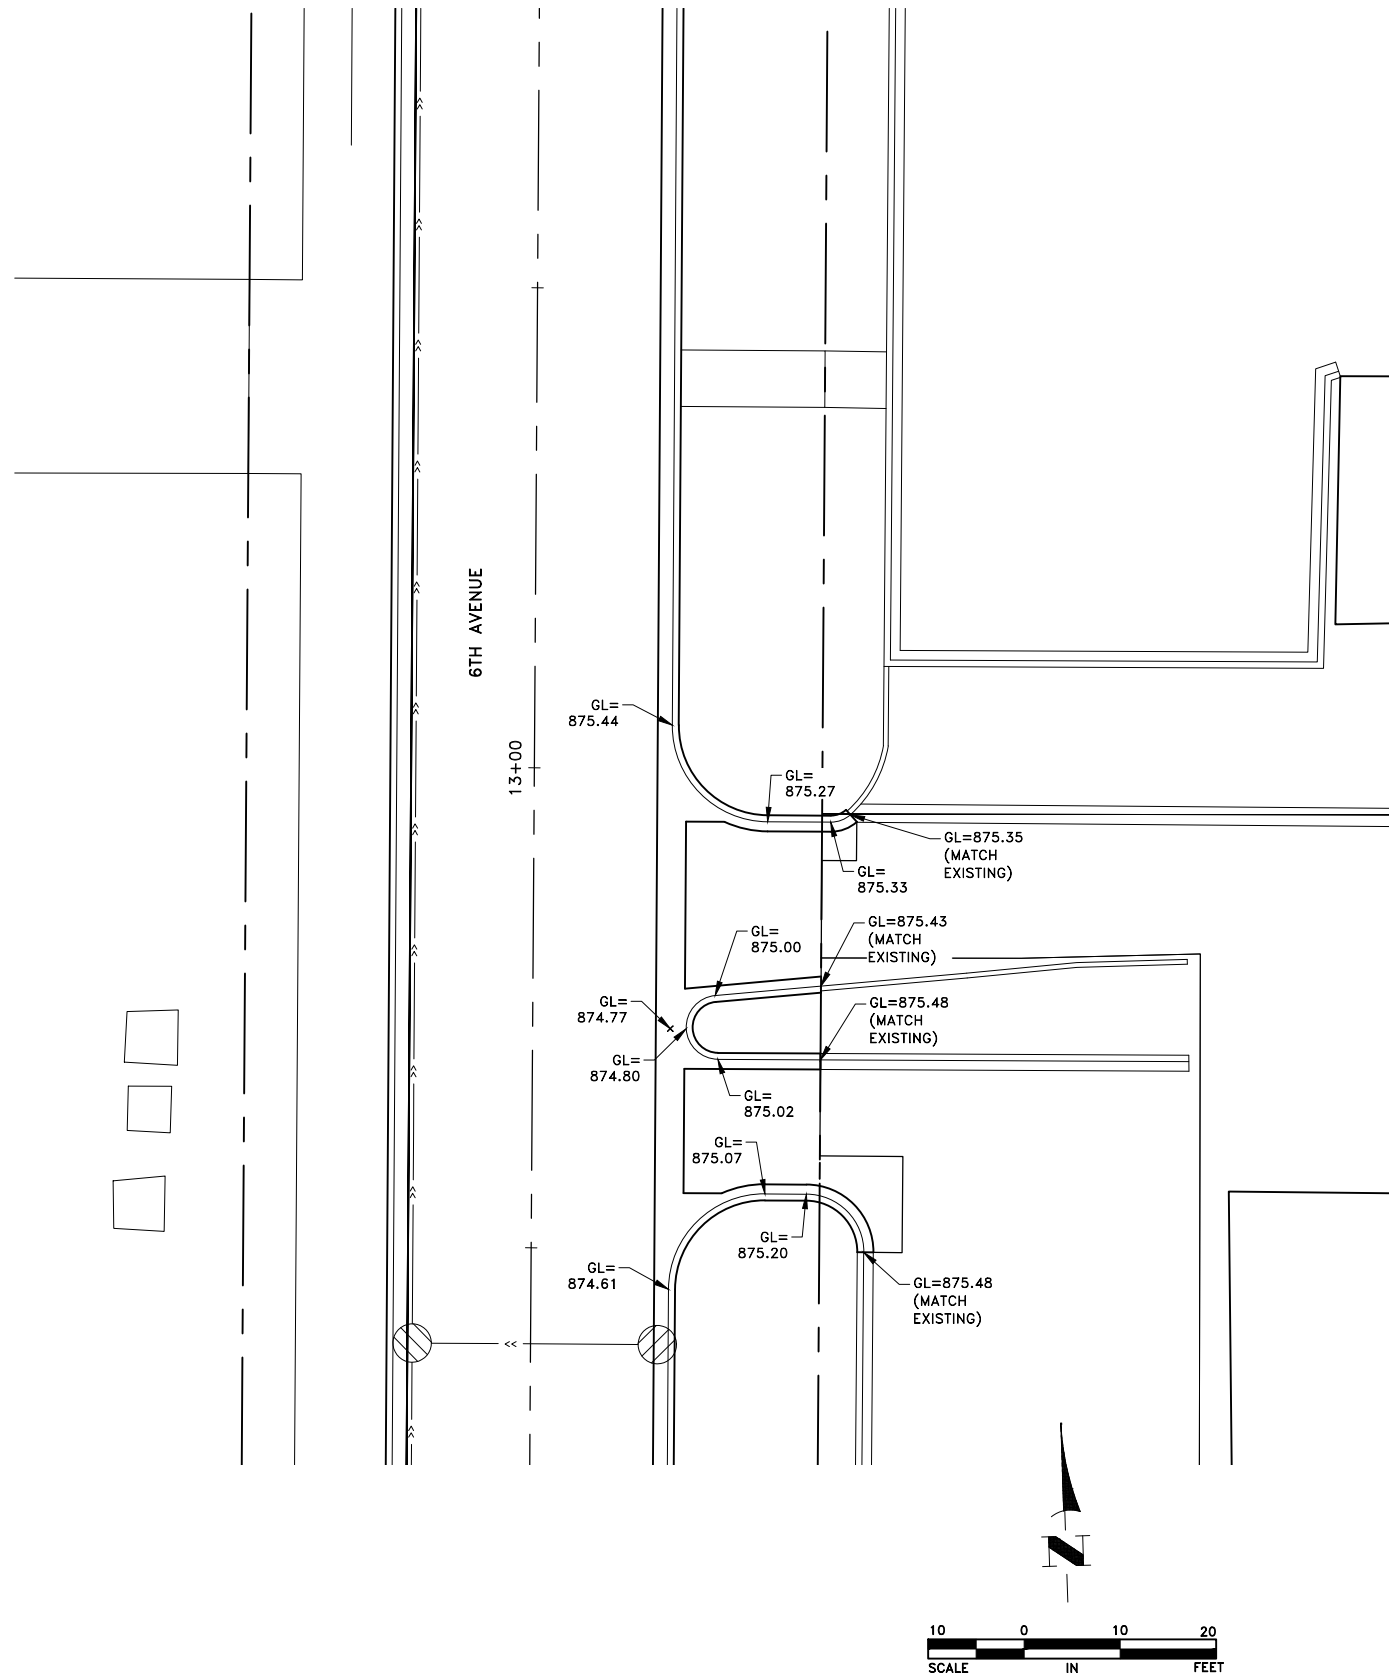 6TH AVENUE
GL=
875.44
13+00
GL=
875.27
GL=875.35
(MATCH
EXISTING)
GL=
875.33
GL=875.43
(MATCH
EXISTING)
GL=
875.00
GL=
874.77
GL=875.48
(MATCH
EXISTING)
GL=
874.80
GL=
875.02
GL=
875.07
GL=
875.20
GL=
874.61
GL=875.48
(MATCH
EXISTING)
N
10 0 10 20
SCALE IN FEET